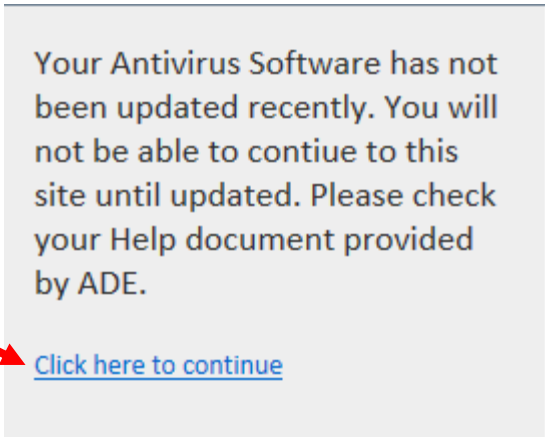 Your Antivirus Software has not
been updated recently. You will
not be able to contiue to this
site until updated. Please check
your Help document provided
by ADE.
Click here to continue